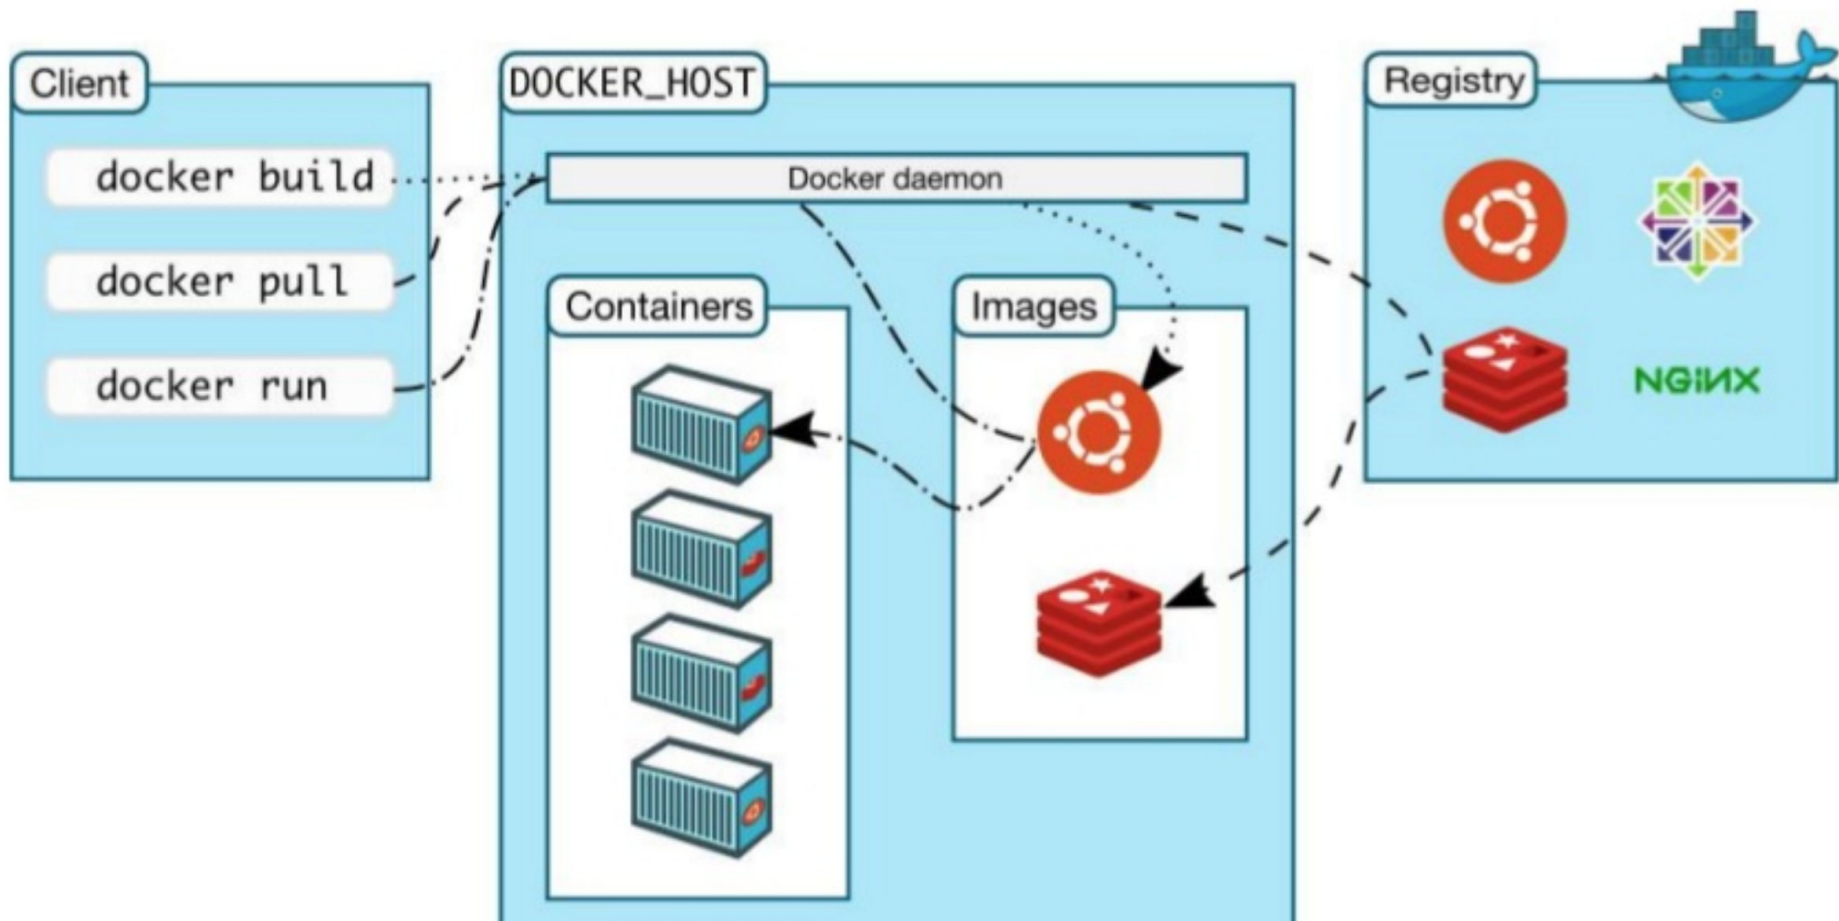 Client
docker build
docker pull
docker run
DOCKER_HOST
Docker daemon
Containers
Images
Registry
NGiNX